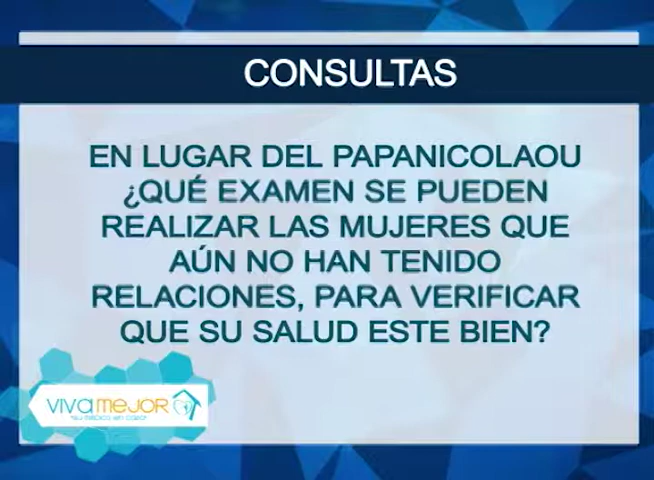 CONSULTAS
EN LUGAR DEL PAPANICOLAOU
¿QUÉ EXAMEN SE PUEDEN
REALIZAR LAS MUJERES QUE
AÚN NO HAN TENIDO
RELACIONES, PARA VERIFICAR
QUE SU SALUD ESTE BIEN?
VIVA MEJOR